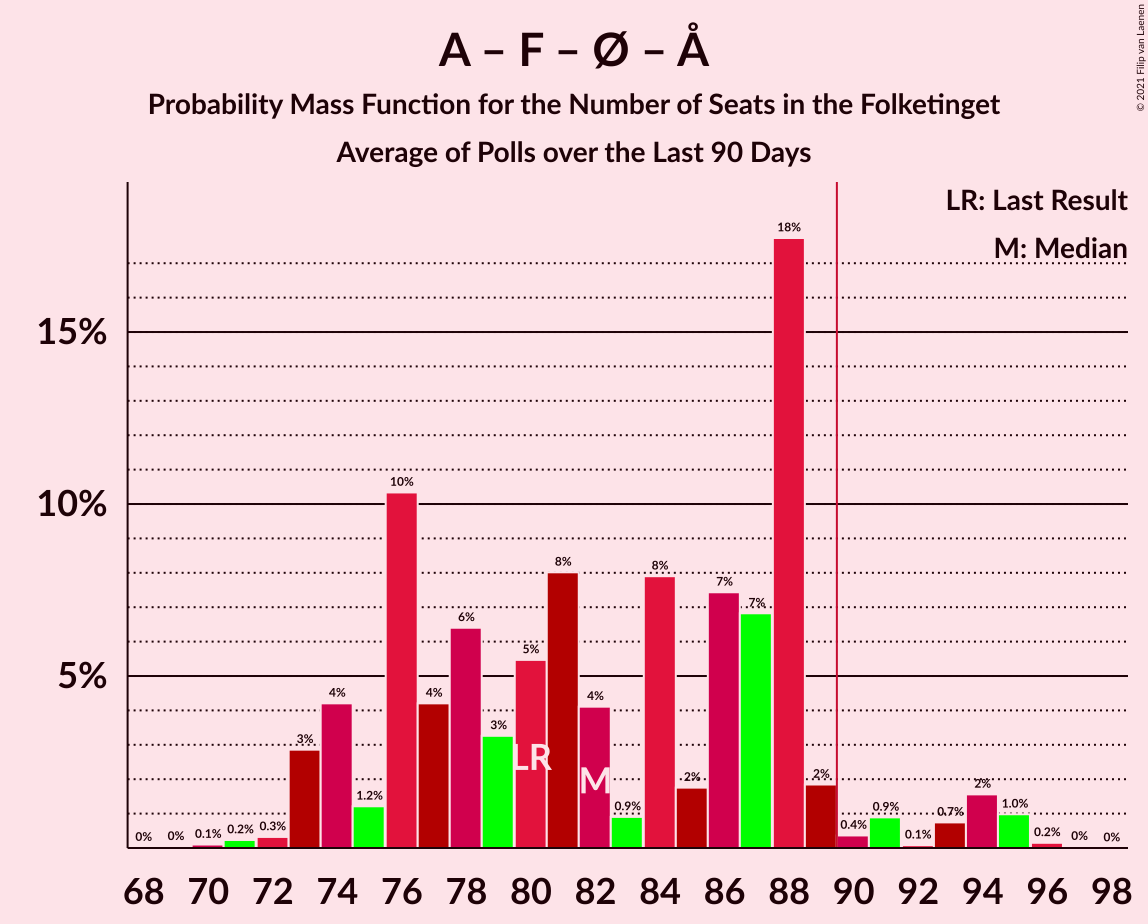 A – F – Ø – Å
Probability Mass Function for the Number of Seats in the Folketinget
Average of Polls over the Last 90 Days
© 2021 Filip van Laenen
LR: Last Result
M: Median
15%
10%
5%
0% 0% 0.1% 0.2% 0.3% 3% 4% 1.2% 10% 4% 6% 3% 5% 8% 4% 0.9% 8% 2% 7% 7% 18% 2% 0.4% 0.9% 0.1% 0.7% 2% 1.0% 0.2% 0% 0%
LR
M
68 70 72 74 76 78 80 82 84 86 88 90 92 94 96 98